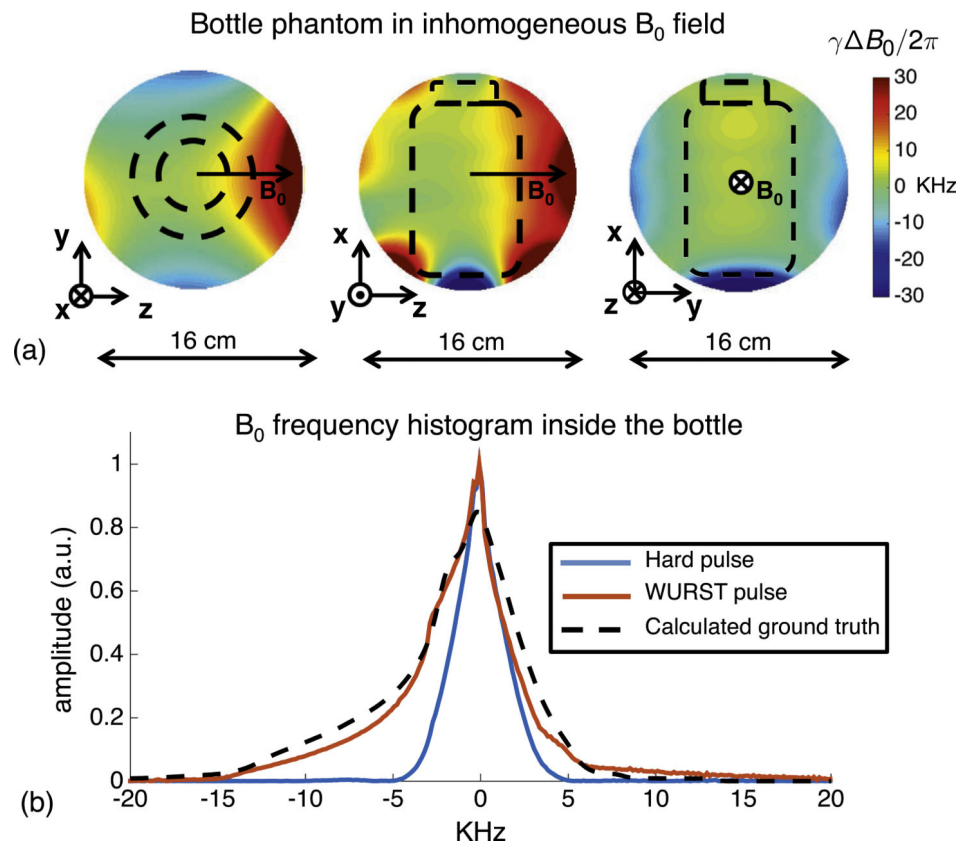 Bottle phantom in inhomogeneous B₀ field
γΔB₀/2π
30
20
10
0 KHz
-10
-20
-30
B₀
B₀
B₀
y
x
z
x
y
z
x
z
y
16 cm
16 cm
16 cm
(a)
B₀ frequency histogram inside the bottle
amplitude (a.u.)
1
0.8
0.6
0.4
0.2
0
Hard pulse
WURST pulse
Calculated ground truth
-20
-15
-10
-5
0
5
10
15
20
KHz
(b)